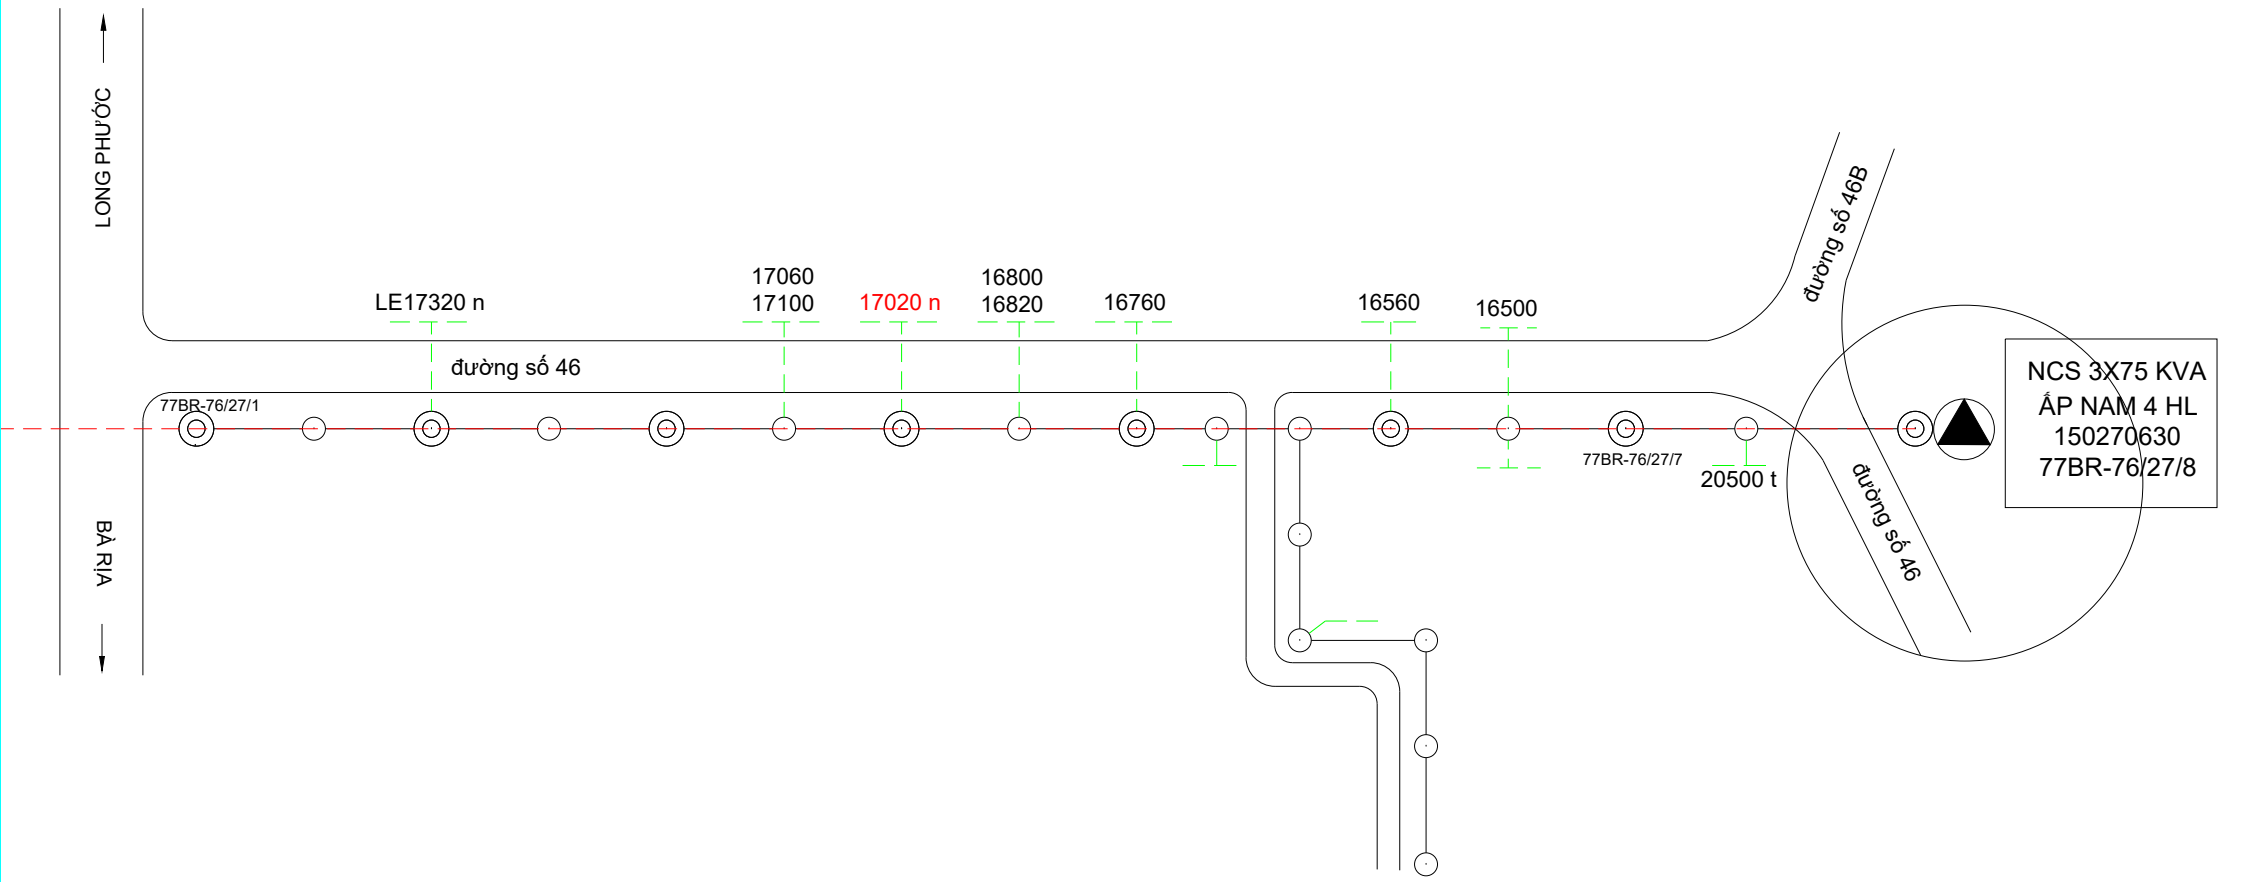 LONG PHƯỚC
BÀ RỊA
LE17320 n
17060
17100
17020 n
16800
16820
16760
16560
16500
đường số 46
đường số 46B
77BR-76/27/1
77BR-76/27/7
20500 t
đường số 46
NCS 3X75 KVA
ẤP NAM 4 HL
150270630
77BR-76/27/8